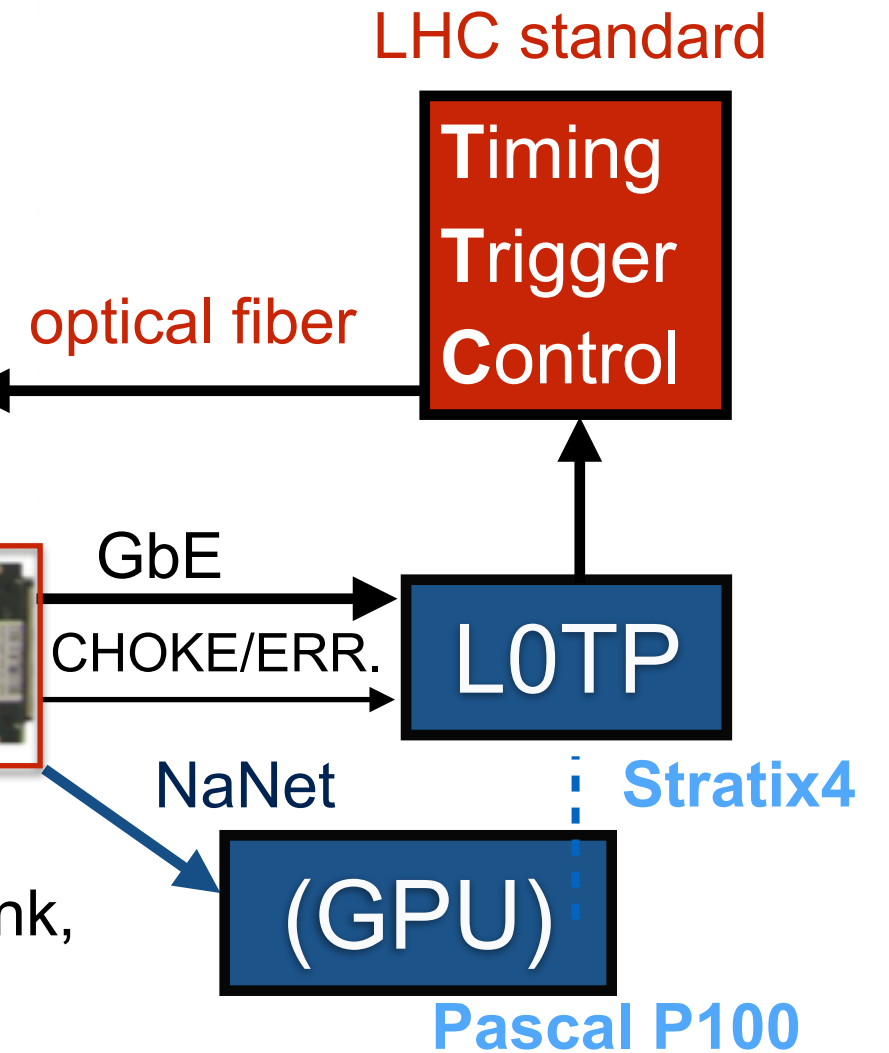 LHC standard
Timing
Trigger
Control
optical fiber
GbE
CHOKE/ERR.
L0TP
NaNet
Stratix4
(GPU)
Pascal P100